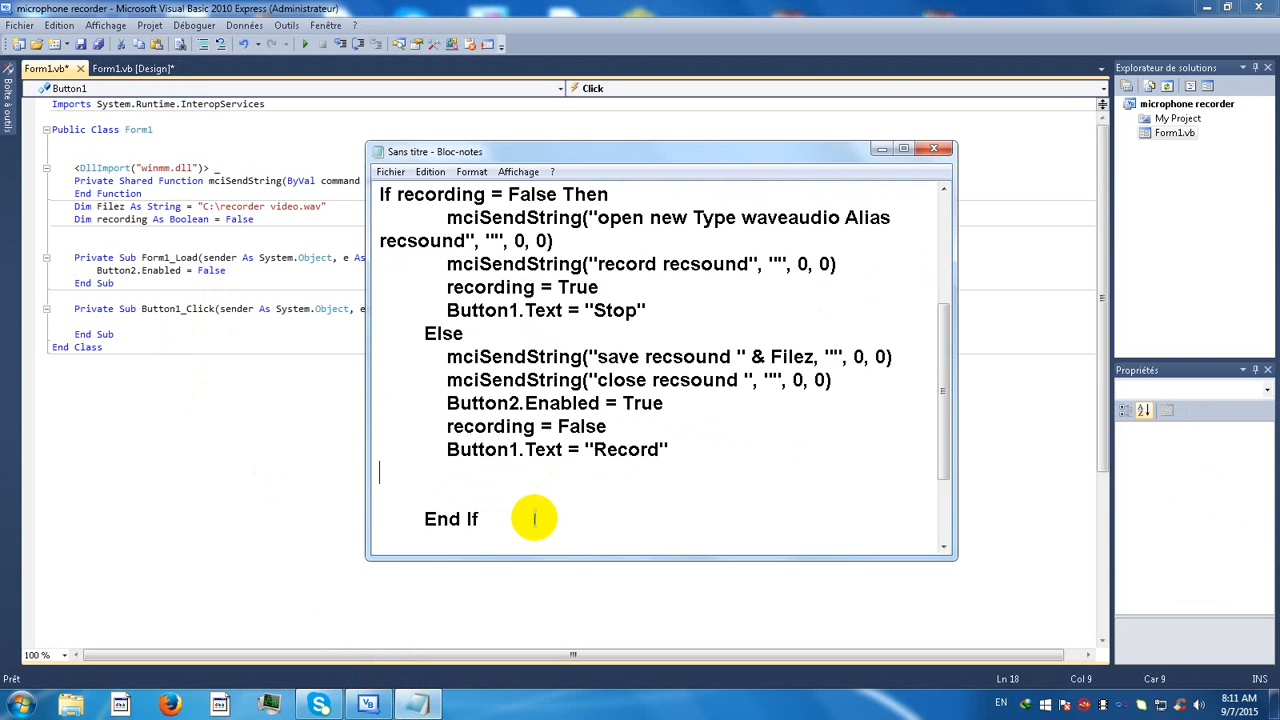 microphone recorder - Microsoft Visual Basic 2010 Express (Administrateur)
Fichier Edition Affichage Projet Déboguer Données Outils Fenêtre ?
Form1.vb* Form1.vb [Design]*
Explorateur de solutions
Boîte à outils
Button1 Click
Imports System.Runtime.InteropServices
microphone recorder
My Project
Form1.vb
Public Class Form1
<DllImport("winmm.dll")> _
Private Shared Function mciSendString(ByVal command
End Function
Dim Filez As String = "C:\recorder video.wav"
Dim recording As Boolean = False
Private Sub Form1_Load(sender As System.Object, e As
Button2.Enabled = False
End Sub
Private Sub Button1_Click(sender As System.Object, e
End Sub
End Class
Sans titre - Bloc-notes
Fichier Edition Format Affichage ?
If recording = False Then
mciSendString("open new Type waveaudio Alias
recsound", "", 0, 0)
mciSendString("record recsound", "", 0, 0)
recording = True
Button1.Text = "Stop"
Else
mciSendString("save recsound " & Filez, "", 0, 0)
mciSendString("close recsound ", "", 0, 0)
Button2.Enabled = True
recording = False
Button1.Text = "Record"
End If
Propriétés
100 %
Prêt Ln 18 Col 9 Car 9 INS
EN
8:11 AM
9/7/2015